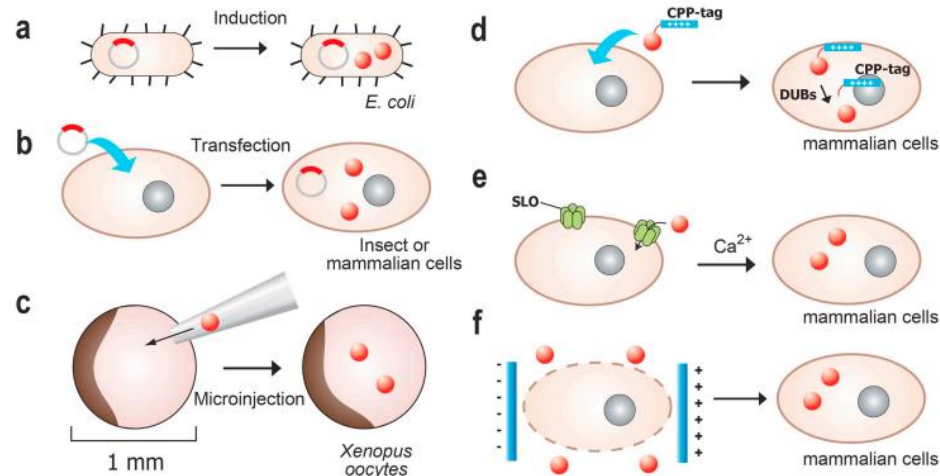 a
Induction
E. coli
b
Transfection
Insect or
mammalian cells
c
Microinjection
1 mm
Xenopus
oocytes
d
CPP-tag
++++
++++
CPP-tag
++++
DUBs
mammalian cells
e
SLO
Ca²⁺
mammalian cells
f
- - - - - -
+ + + + + +
mammalian cells